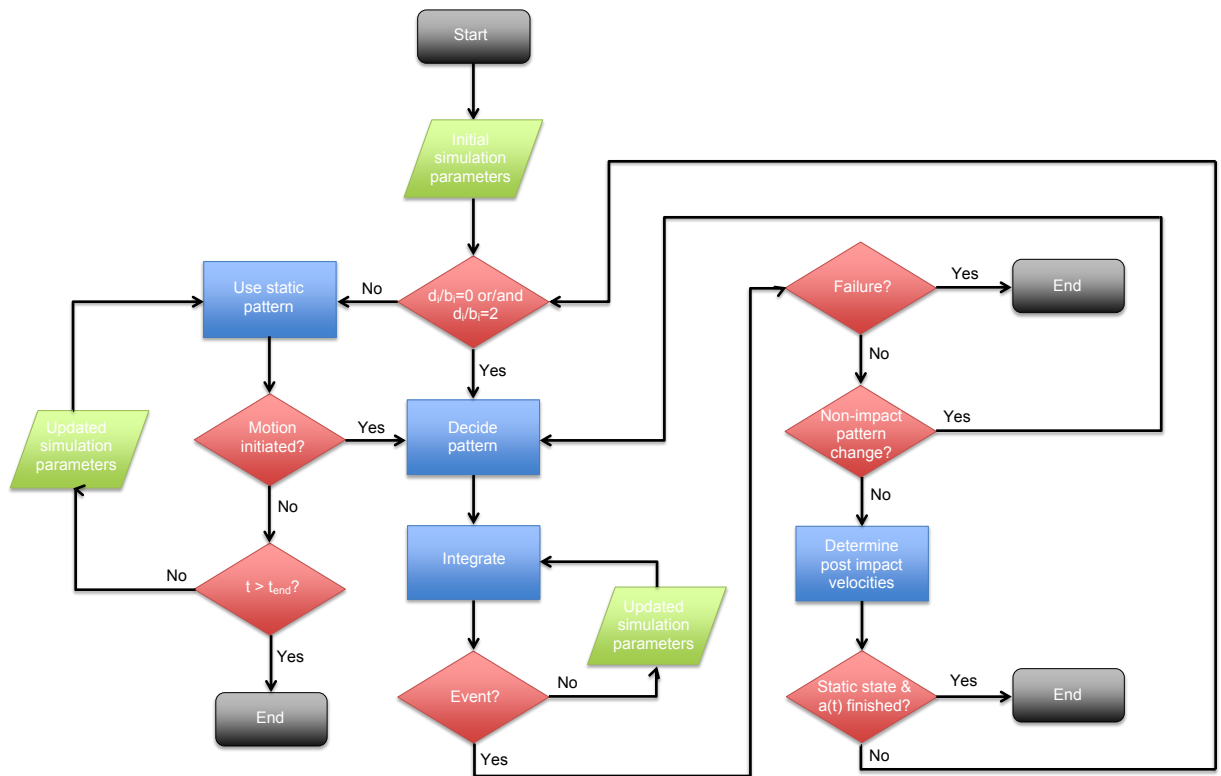 Start
Initial
simulation
parameters
Use static
pattern
No
dᵢ/bᵢ=0 or/and
dᵢ/bᵢ=2
Yes
Failure?
Yes
End
No
Updated
simulation
parameters
Motion
initiated?
Yes
Decide
pattern
Non-impact
pattern
change?
Yes
No
No
Integrate
Determine
post impact
velocities
No
t > tend?
Updated
simulation
parameters
Yes
End
Event?
No
Yes
Static state &
a(t) finished?
Yes
End
No